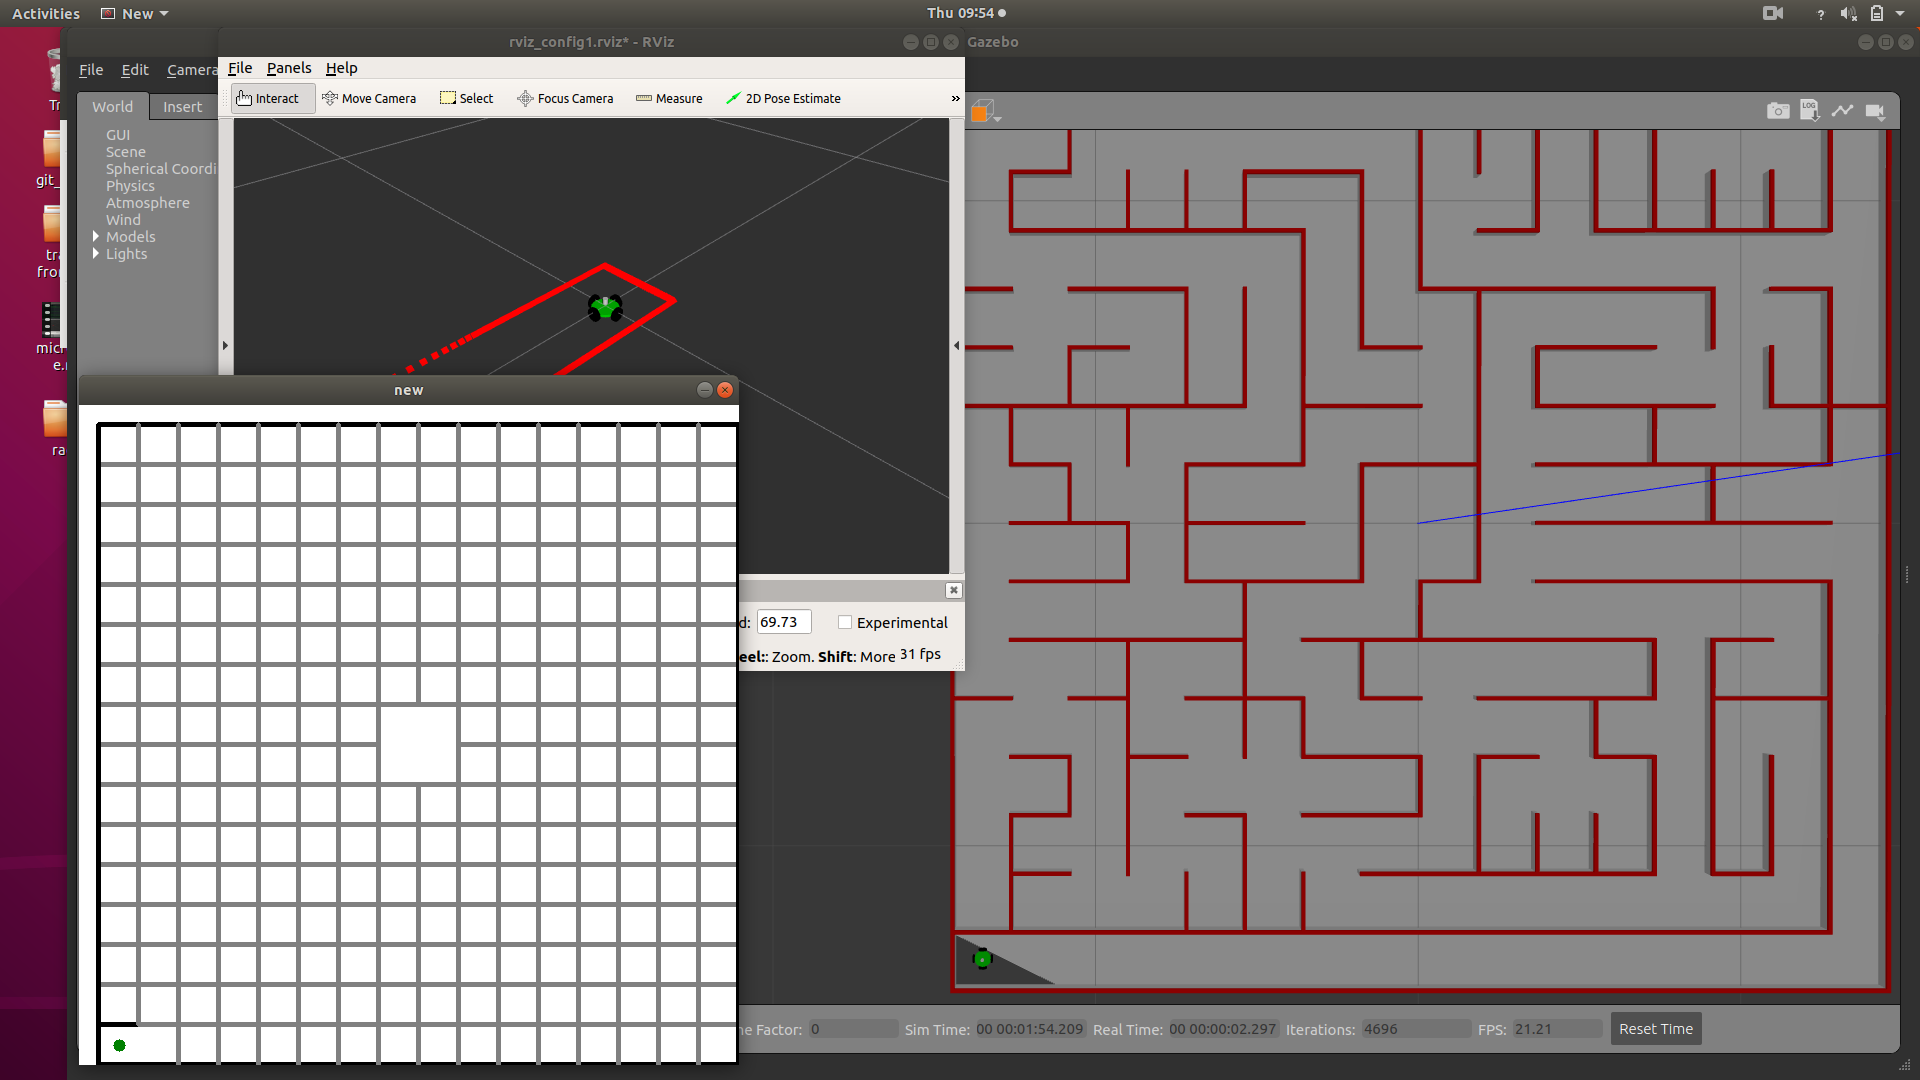 Activities New Thu 09:54 ?
rviz_config1.rviz* - RViz
Gazebo
File Edit Camera
File Panels Help
World Insert
Interact Move Camera Select Focus Camera Measure 2D Pose Estimate »
LOG
GUI
Scene
Spherical Coordi
Physics
Atmosphere
Wind
Models
Lights
Tr
git_
tra
fro
mic
e.
ra
new
d: 69.73 Experimental
eel:: Zoom. Shift: More 31 fps
ne Factor: 0 Sim Time: 00 00:01:54.209 Real Time: 00 00:00:02.297 Iterations: 4696 FPS: 21.21 Reset Time